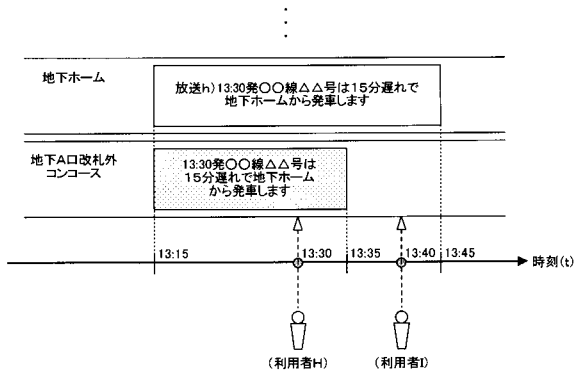 地下ホーム
放送h)13:30発〇〇線△△号は15分遅れで
地下ホームから発車します
地下A口改札外
コンコース
13:30発〇〇線△△号は
15分遅れで地下ホーム
から発車します
13:15
13:30
13:35
13:40
13:45
時刻(t)
(利用者H)
(利用者I)